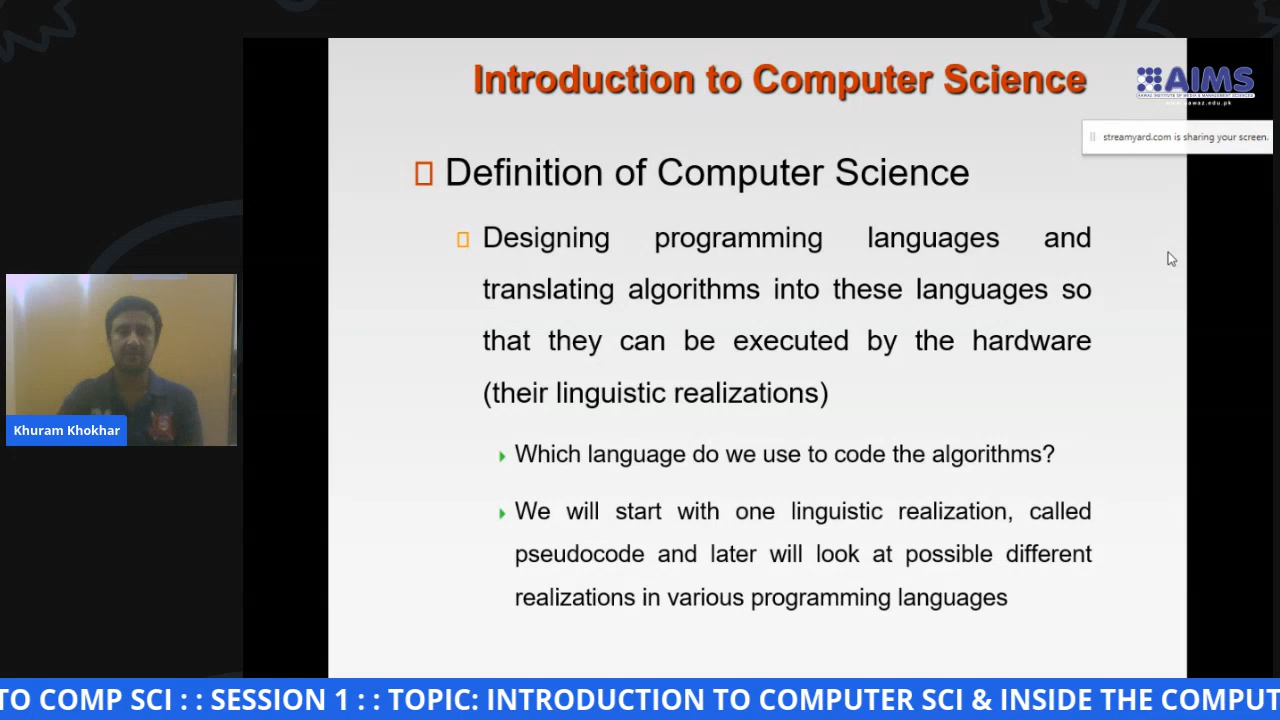 Introduction to Computer Science
AIMS
streamyard.com is sharing your screen.
Definition of Computer Science
Designing programming languages and
translating algorithms into these languages so
that they can be executed by the hardware
(their linguistic realizations)
Which language do we use to code the algorithms?
We will start with one linguistic realization, called
pseudocode and later will look at possible different
realizations in various programming languages
Khuram Khokhar
TO COMP SCI : : SESSION 1 : : TOPIC: INTRODUCTION TO COMPUTER SCI & INSIDE THE COMPUT